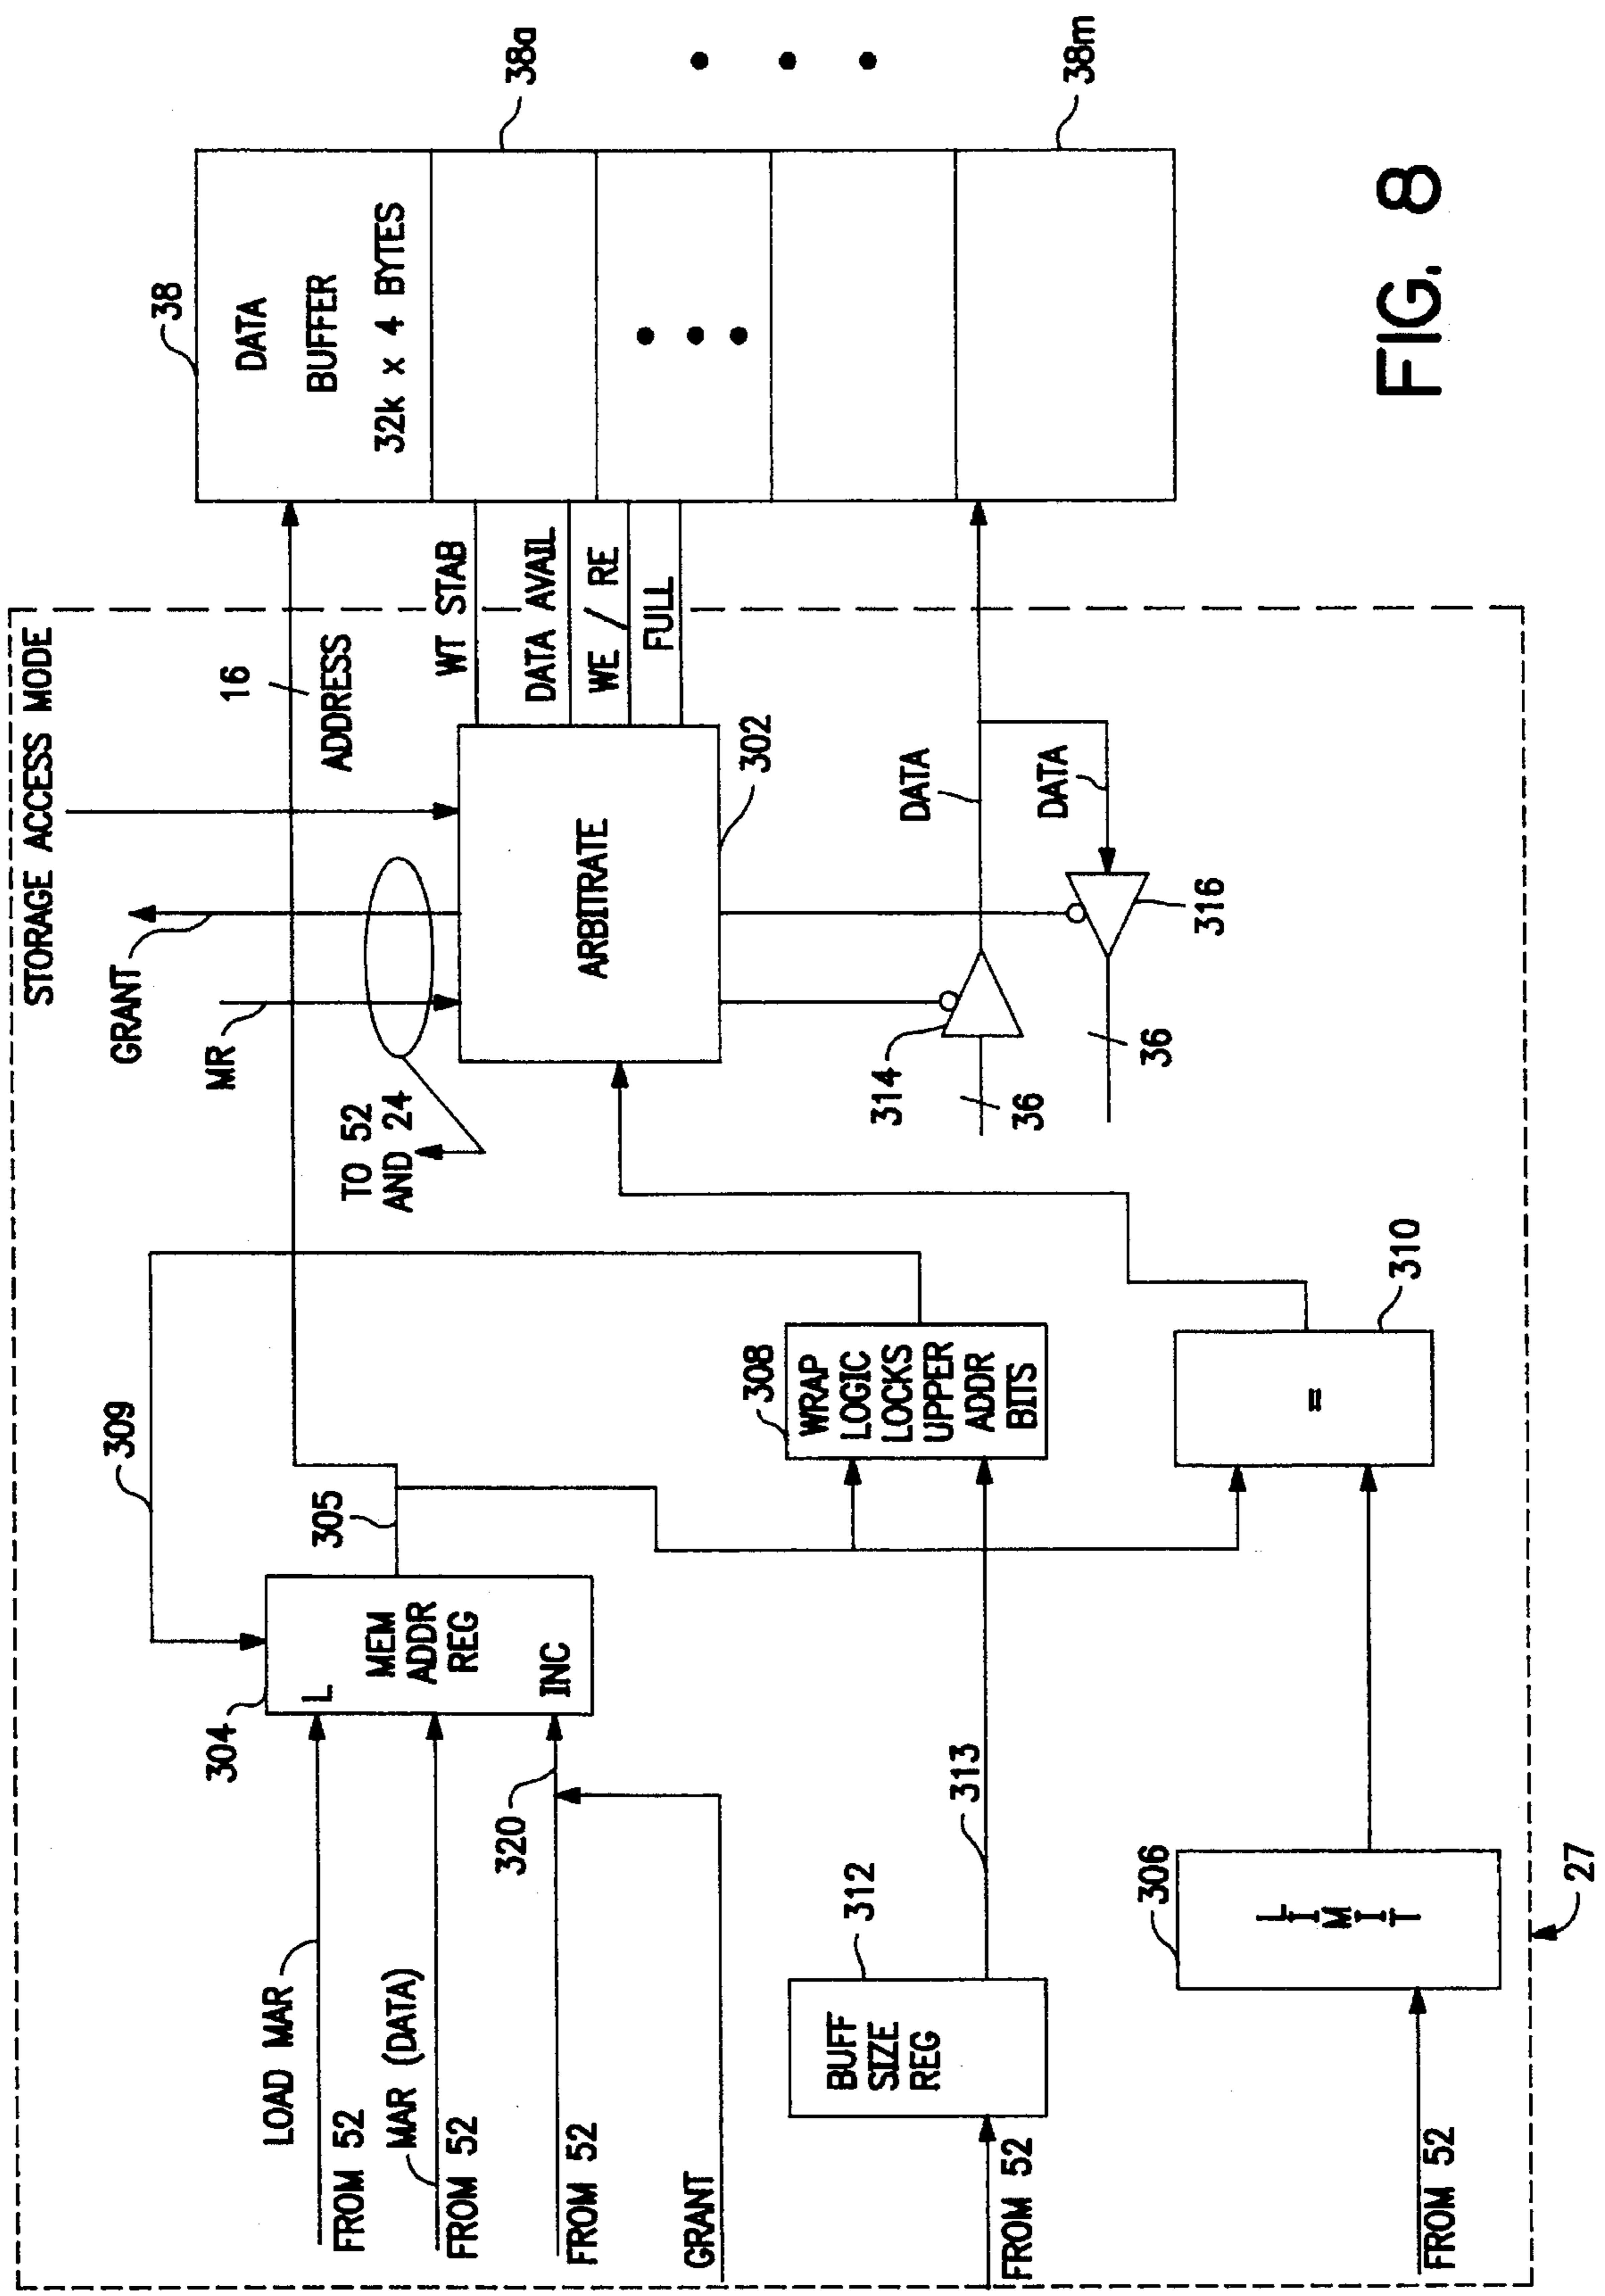 STORAGE ACCESS MODE
GRANT
MR
TO 52
AND 24
16
ADDRESS
38
DATA
BUFFER
32k x 4 BYTES
38a
38m
WT STAB
DATA AVAIL
WE / RE
FULL
ARBITRATE
302
309
304
L
MEM
ADDR
REG
INC
305
LOAD MAR
FROM 52
MAR (DATA)
FROM 52
320
FROM 52
GRANT
308
WRAP
LOGIC
LOCKS
UPPER
ADDR
BITS
314
36
DATA
DATA
316
36
312
BUFF
SIZE
REG
313
FROM 52
310
=
306
LIMIT
FROM 52
27
FIG. 8